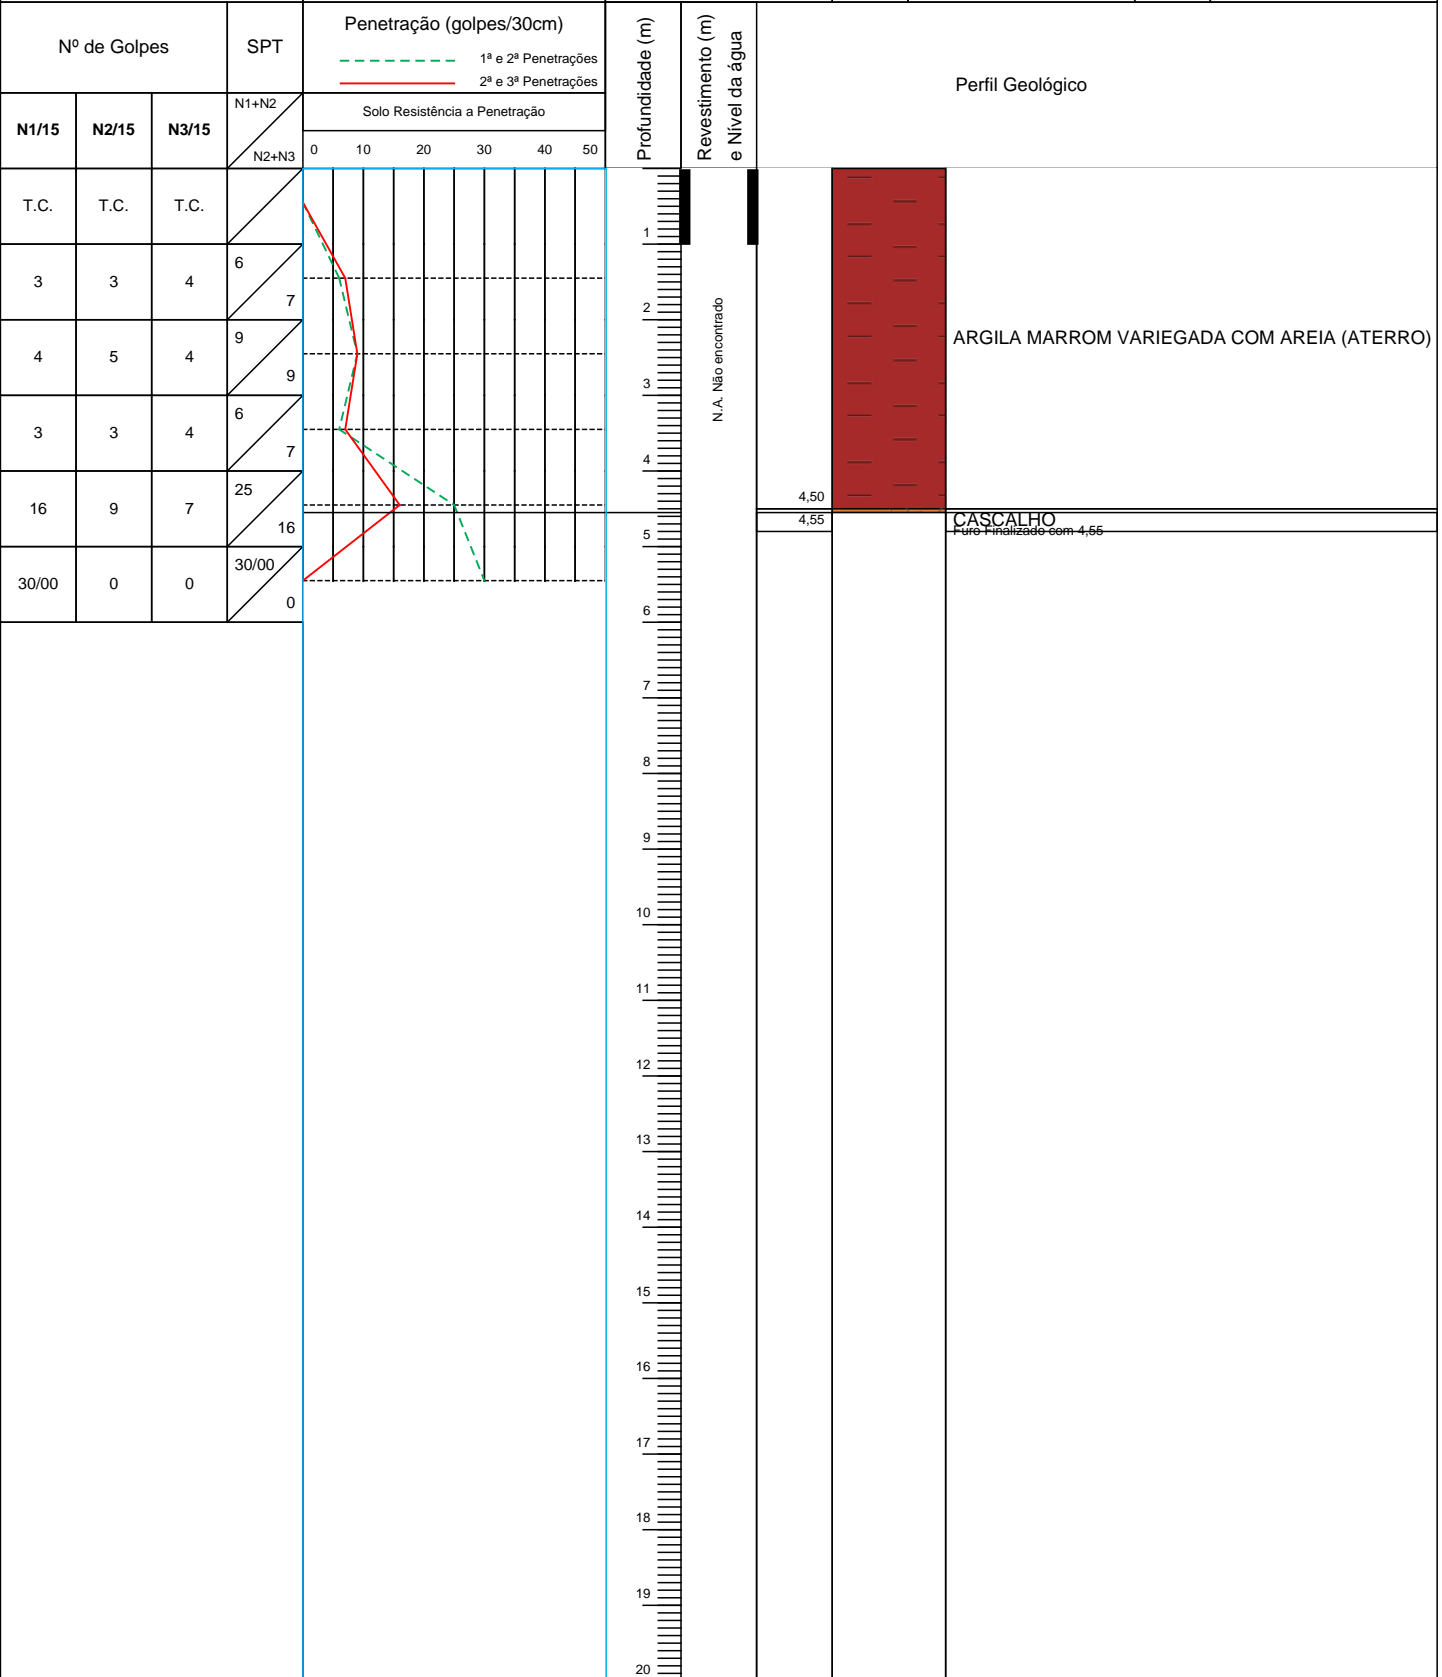 Nº de Golpes
SPT
Penetração (golpes/30cm)
1ª e 2ª Penetrações
2ª e 3ª Penetrações
Solo Resistência a Penetração
Profundidade (m)
Revestimento (m)
e Nível da água
Perfil Geológico
N1/15 N2/15 N3/15
N1+N2
N2+N3
0 10 20 30 40 50
T.C. T.C. T.C.
3 3 4
6
7
4 5 4
9
9
3 3 4
6
7
16 9 7
25
16
30/00 0 0
30/00
0
1
2
3
4
5
6
7
8
9
10
11
12
13
14
15
16
17
18
19
20
N.A. Não encontrado
ARGILA MARROM VARIEGADA COM AREIA (ATERRO)
4,50
4,55
CASCALHO
Furo Finalizado com 4,55